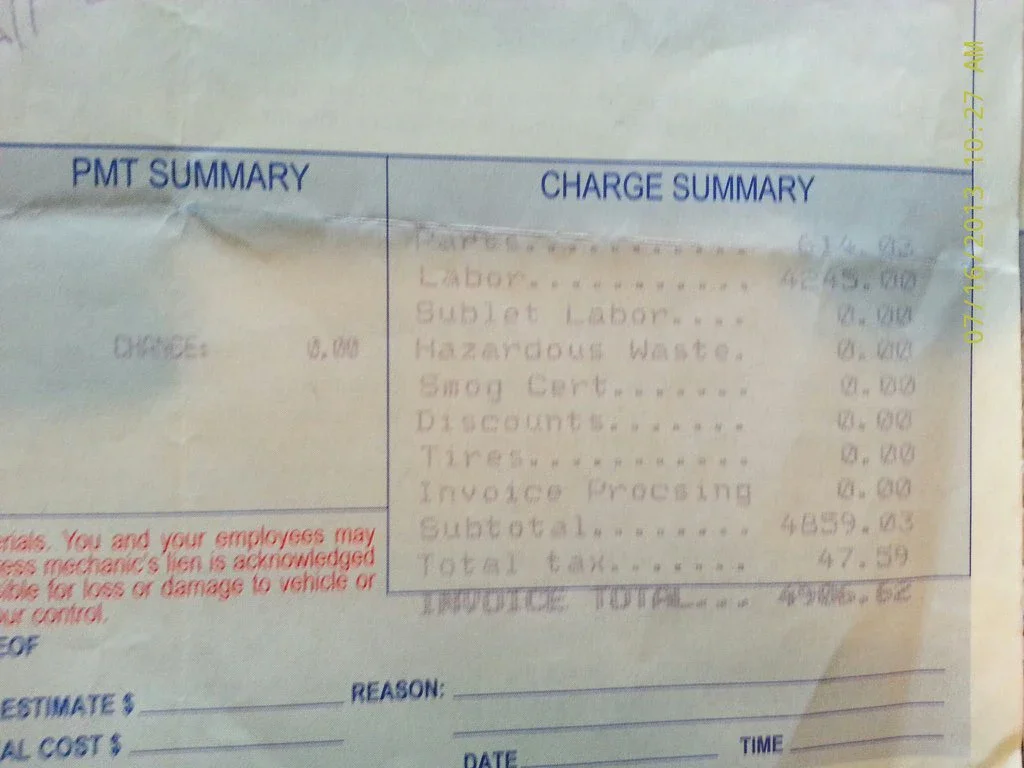 PMT SUMMARY
CHANGE: 0.00
CHARGE SUMMARY
Parts........... 614.03
Labor........... 4245.00
Sublet Labor.... 0.00
Hazardous Waste. 0.00
Smog Cert....... 0.00
Discounts....... 0.00
Tires........... 0.00
Invoice Procsing 0.00
Subtotal........ 4859.03
Total tax....... 47.59
INVOICE TOTAL... 4906.62
erials. You and your employees may
ess mechanic's lien is acknowledged
ible for loss or damage to vehicle or
our control.
EOF
ESTIMATE $
REASON:
AL COST $
DATE
TIME
07/16/2013 10:27 AM